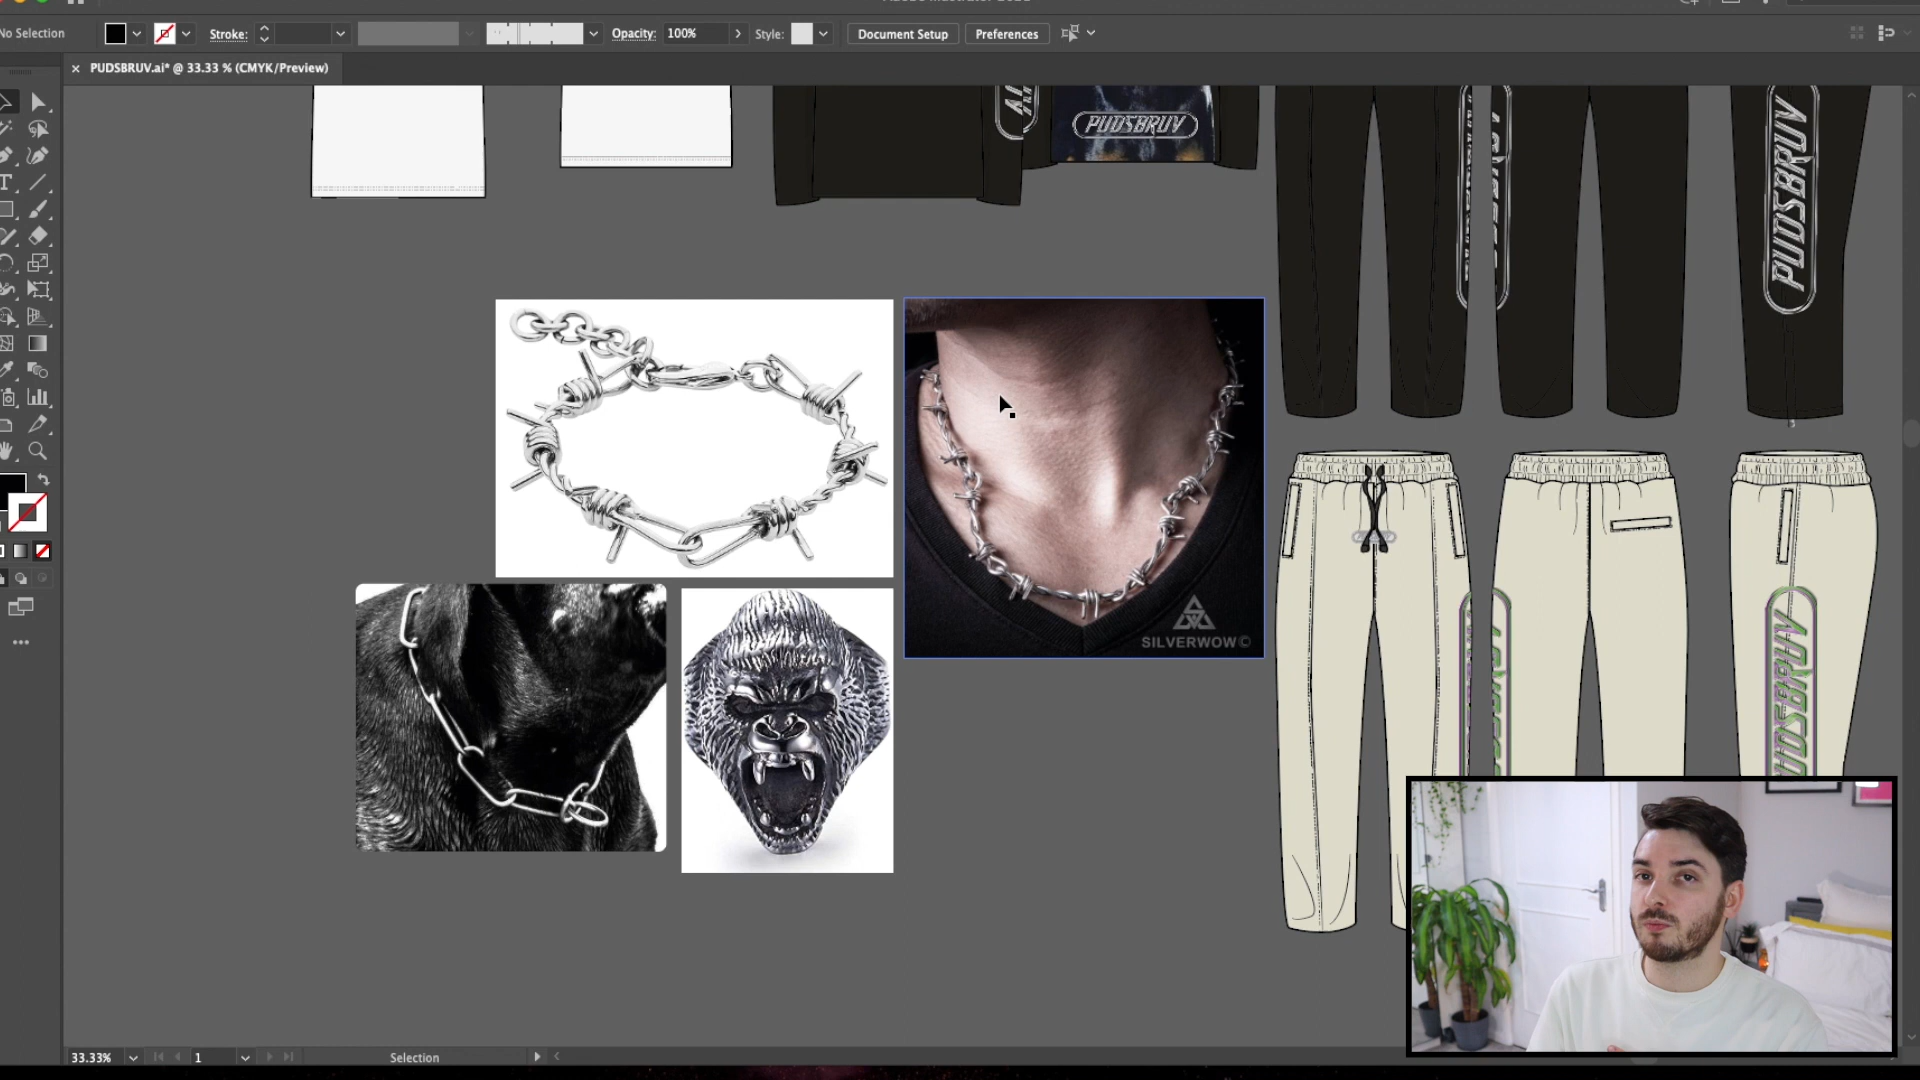 No Selection
Stroke:
Opacity:
100%
Style:
Document Setup
Preferences
× PUDSBRUV.ai* @ 33.33 % (CMYK/Preview)
PUDSBRUV
PUDSBRUV
SILVERWOW©
PUDSBRUV
33.33%
1
Selection